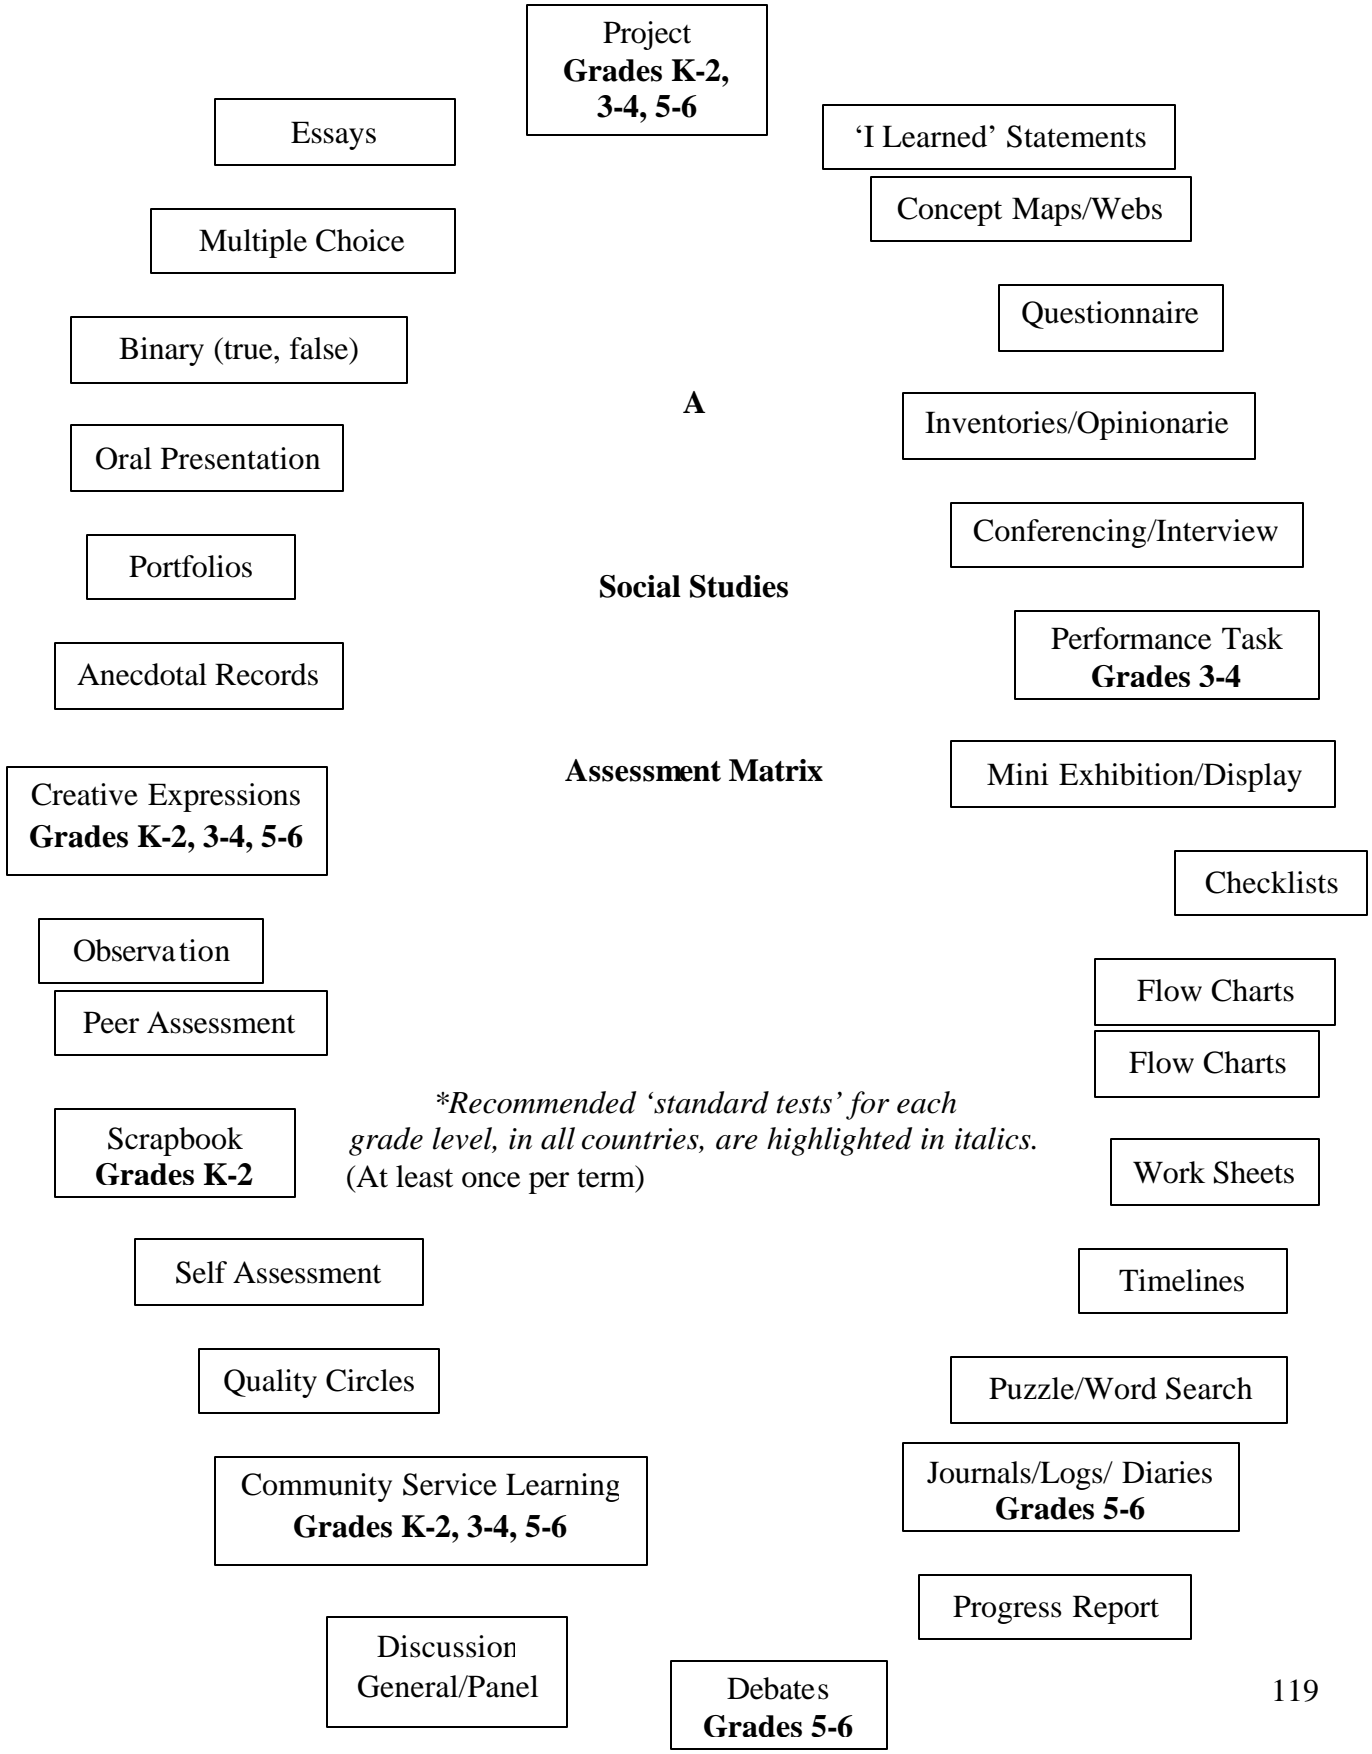 Project
Grades K-2,
3-4, 5-6
Essays
‘I Learned’ Statements
Concept Maps/Webs
Multiple Choice
Questionnaire
Binary (true, false)
A
Inventories/Opinionarie
Oral Presentation
Conferencing/Interview
Portfolios
Social Studies
Performance Task
Grades 3-4
Anecdotal Records
Assessment Matrix
Mini Exhibition/Display
Creative Expressions
Grades K-2, 3-4, 5-6
Checklists
Observation
Flow Charts
Peer Assessment
Flow Charts
*Recommended ‘standard tests’ for each
grade level, in all countries, are highlighted in italics.
(At least once per term)
Scrapbook
Grades K-2
Work Sheets
Self Assessment
Timelines
Quality Circles
Puzzle/Word Search
Community Service Learning
Grades K-2, 3-4, 5-6
Journals/Logs/ Diaries
Grades 5-6
Progress Report
Discussion
General/Panel
Debates
Grades 5-6
119